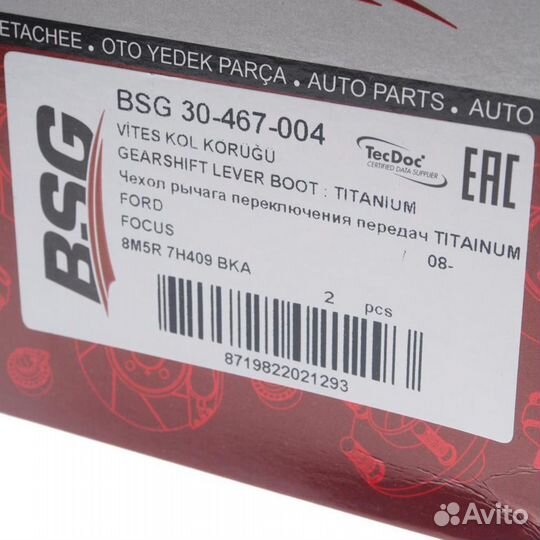 ETACHEE • OTO YEDEK PARÇA • AUTO PARTS • AUTO
BSG
BSG 30-467-004
TecDoc
CERTIFIED DATA SUPPLIER
EAC
VİTES KOL KORÜĞÜ
GEARSHIFT LEVER BOOT : TITANIUM
Чехол рычага переключения передач TITAINUM
FORD
FOCUS / 08-
8M5R 7H409 BKA
2 pcs
8719822021293
Avito